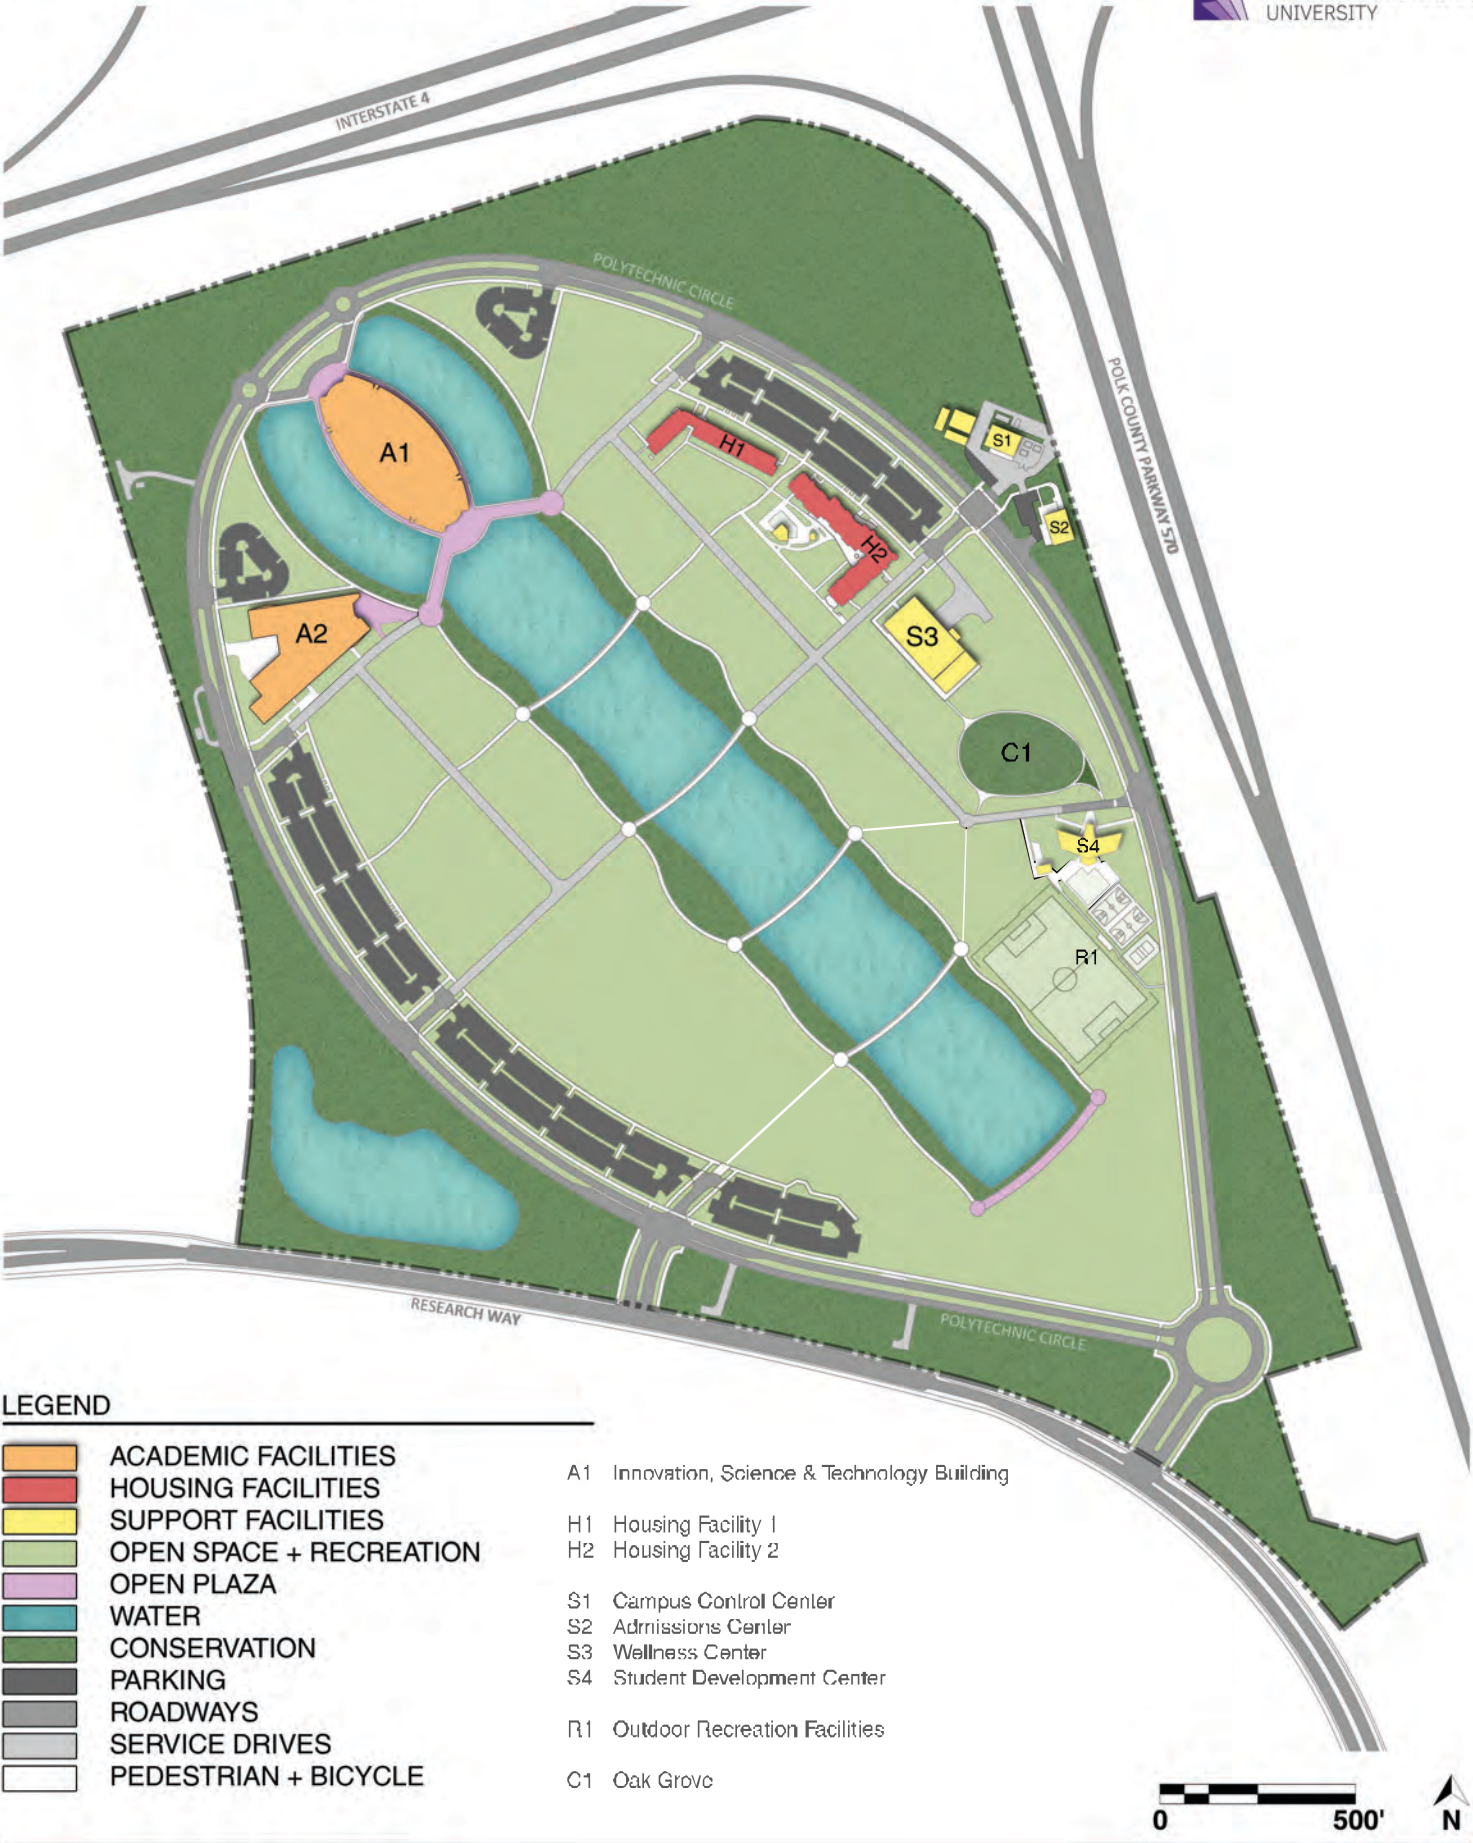 UNIVERSITY
INTERSTATE 4
POLYTECHNIC CIRCLE
POLK COUNTY PARKWAY 570
A1
H1
S1
S2
H2
A2
S3
C1
S4
R1
RESEARCH WAY
POLYTECHNIC CIRCLE
LEGEND
ACADEMIC FACILITIES
HOUSING FACILITIES
SUPPORT FACILITIES
OPEN SPACE + RECREATION
OPEN PLAZA
WATER
CONSERVATION
PARKING
ROADWAYS
SERVICE DRIVES
PEDESTRIAN + BICYCLE
A1 Innovation, Science & Technology Building
H1 Housing Facility 1
H2 Housing Facility 2
S1 Campus Control Center
S2 Admissions Center
S3 Wellness Center
S4 Student Development Center
R1 Outdoor Recreation Facilities
C1 Oak Grove
0 500'
N